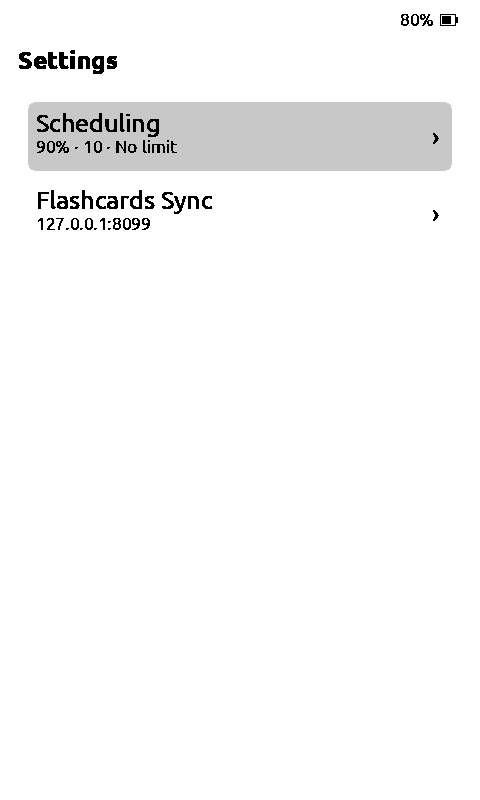 80%
Settings
Scheduling
90% · 10 · No limit
›
Flashcards Sync
127.0.0.1:8099
›